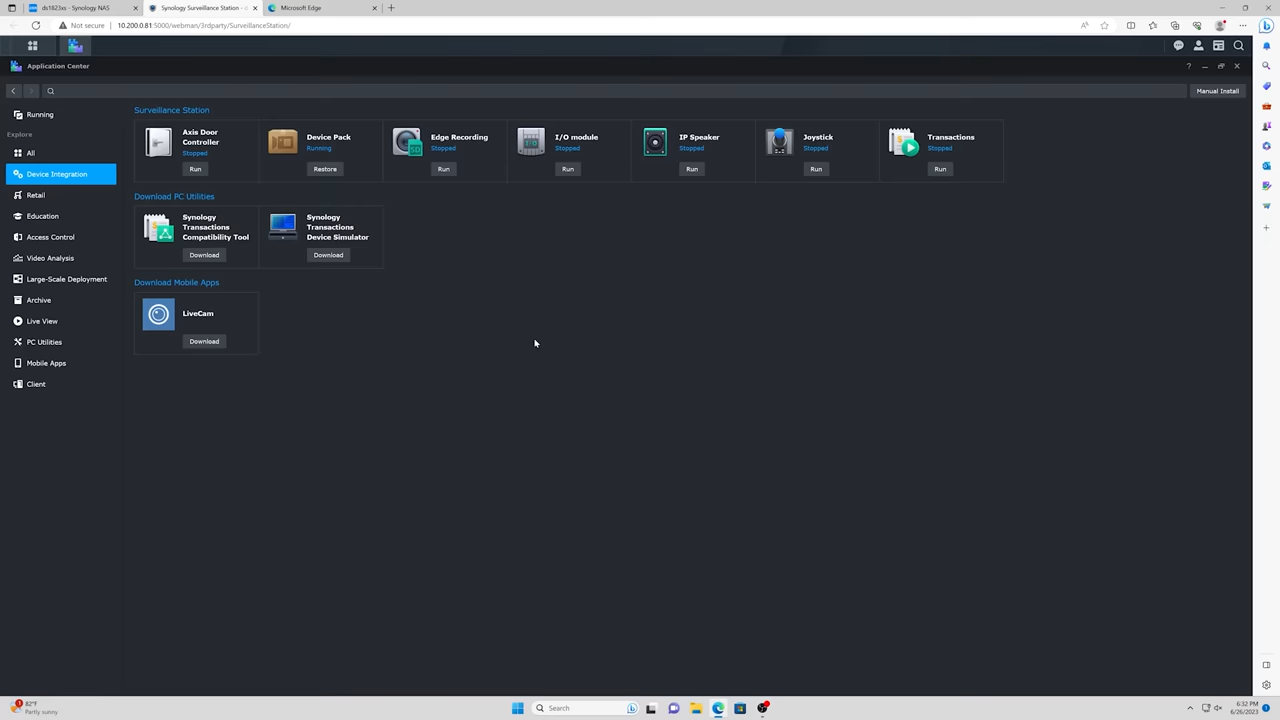 ds1823xs - Synology NAS
Synology Surveillance Station - d
Microsoft Edge
Not secure
10.200.0.81:5000/webman/3rdparty/SurveillanceStation/
Application Center
Manual Install
Running
Explore
All
Device Integration
Retail
Education
Access Control
Video Analysis
Large-Scale Deployment
Archive
Live View
PC Utilities
Mobile Apps
Client
Surveillance Station
Axis Door
Controller
Stopped
Run
Device Pack
Running
Restore
Edge Recording
Stopped
Run
I/O module
Stopped
Run
IP Speaker
Stopped
Run
Joystick
Stopped
Run
Transactions
Stopped
Run
Download PC Utilities
Synology
Transactions
Compatibility Tool
Download
Synology
Transactions
Device Simulator
Download
Download Mobile Apps
LiveCam
Download
82°F
Partly sunny
Search
6:32 PM
6/26/2023